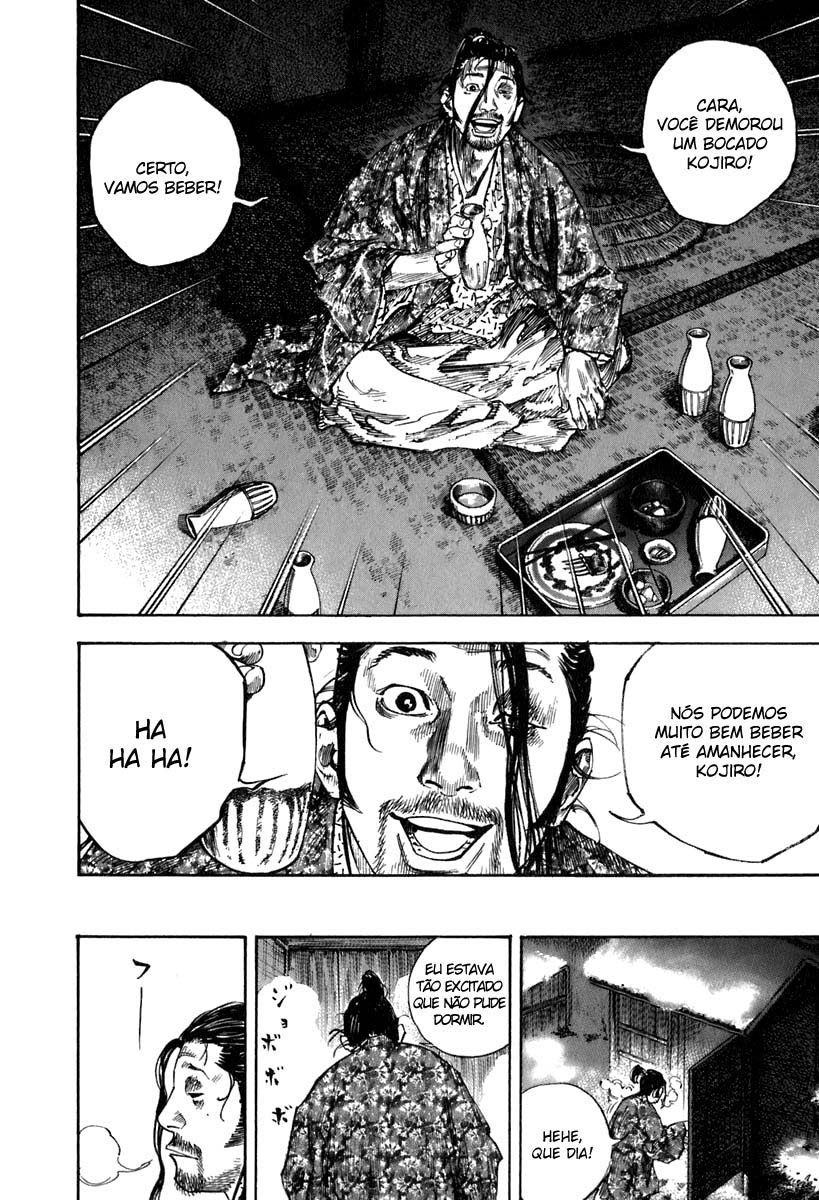 CARA,
VOCÊ DEMOROU
UM BOCADO
KOJIRO!
CERTO,
VAMOS BEBER!
NÓS PODEMOS
MUITO BEM BEBER
ATÉ AMANHECER,
KOJIRO!
HA
HA HA!
HEHE,
QUE DIA!
EU ESTAVA
TÃO EXCITADO
QUE NÃO PUDE
DORMIR.
ジョボボボ
フー